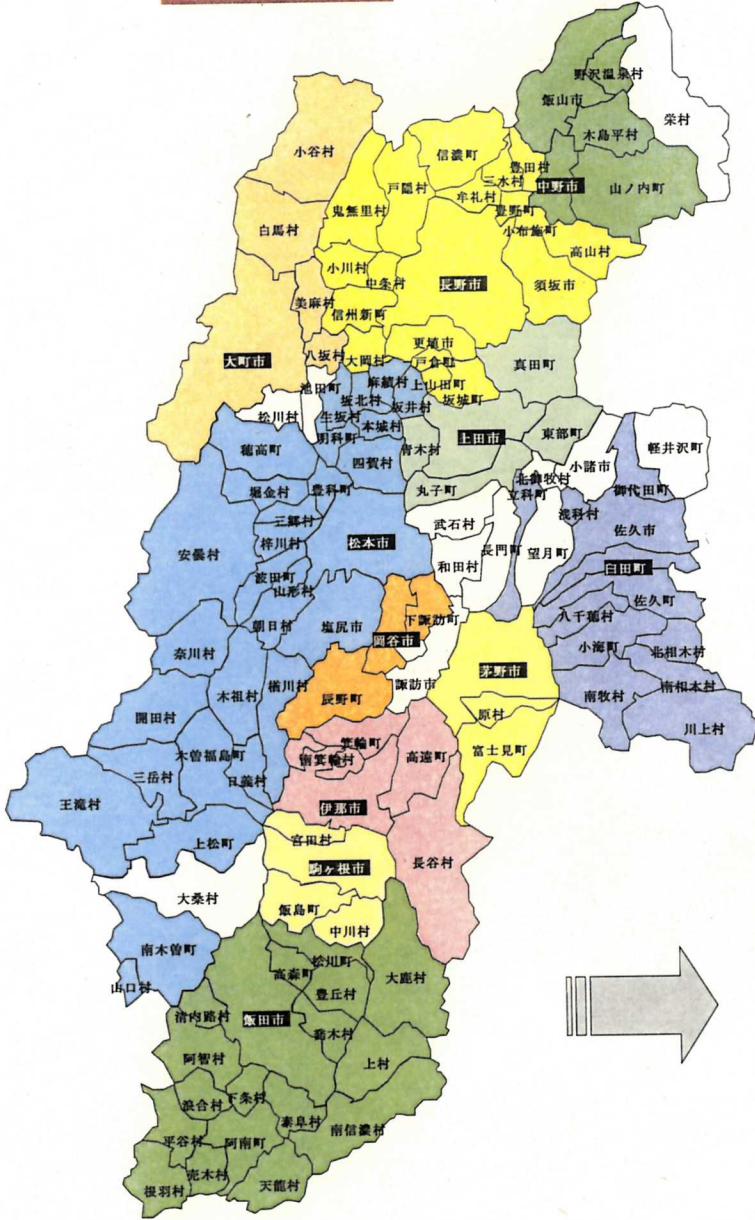 野沢温泉村
飯山市
栄村
木島平村
小谷村
信濃町
豊田村
三水村
戸隠村
中野市
山ノ内町
牟礼村
鬼無里村
豊野町
白馬村
小布施町
高山村
小川村
中条村
長野市
須坂市
美麻村
信州新町
更埴市
大町市
八坂村
大岡村
戸倉町
真田町
池田町
麻績村
上山田町
坂北村
坂井村
坂城町
松川村
生坂村
本城村
明科町
青木村
上田市
東部町
穂高町
四賀村
小諸市
軽井沢町
北御牧村
堀金村
豊科町
丸子町
立科町
御代田町
三郷村
武石村
浅科村
佐久市
安曇村
梓川村
松本市
長門町
望月町
和田村
臼田町
波田町
山形村
佐久町
朝日村
塩尻市
下諏訪町
八千穂村
岡谷市
奈川村
茅野市
小海町
北相木村
楢川村
諏訪市
木祖村
辰野町
南牧村
南相木村
開田村
原村
川上村
箕輪町
木曽福島町
南箕輪村
高遠町
富士見町
三岳村
日義村
王滝村
伊那市
上松町
宮田村
駒ヶ根市
長谷村
大桑村
飯島町
中川村
南木曽町
松川町
高森町
大鹿村
山口村
豊丘村
清内路村
飯田市
喬木村
阿智村
上村
浪合村
下条村
泰阜村
南信濃村
平谷村
阿南町
売木村
根羽村
天龍村